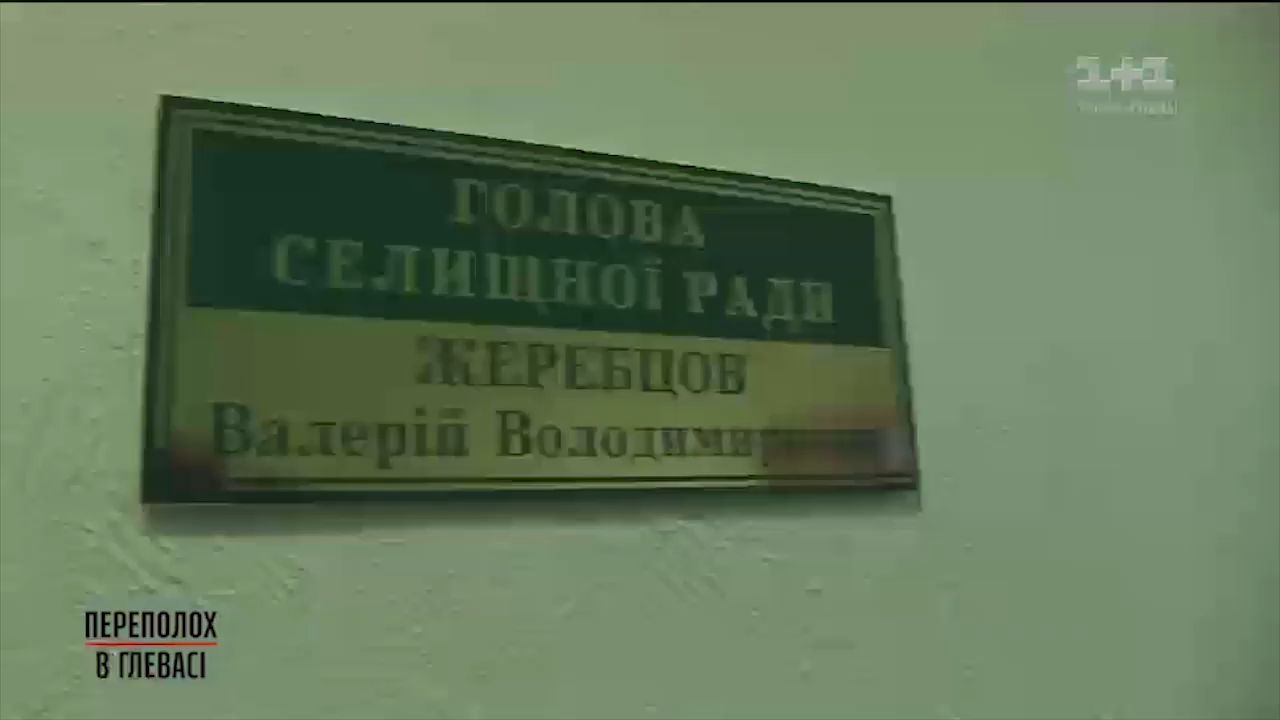 1+1
ГОЛОВА
СЕЛИЩНОЇ РАДИ
ЖЕРЕБЦОВ
Валерій
ПЕРЕПОЛОХ
В ГЛЕВАСІ